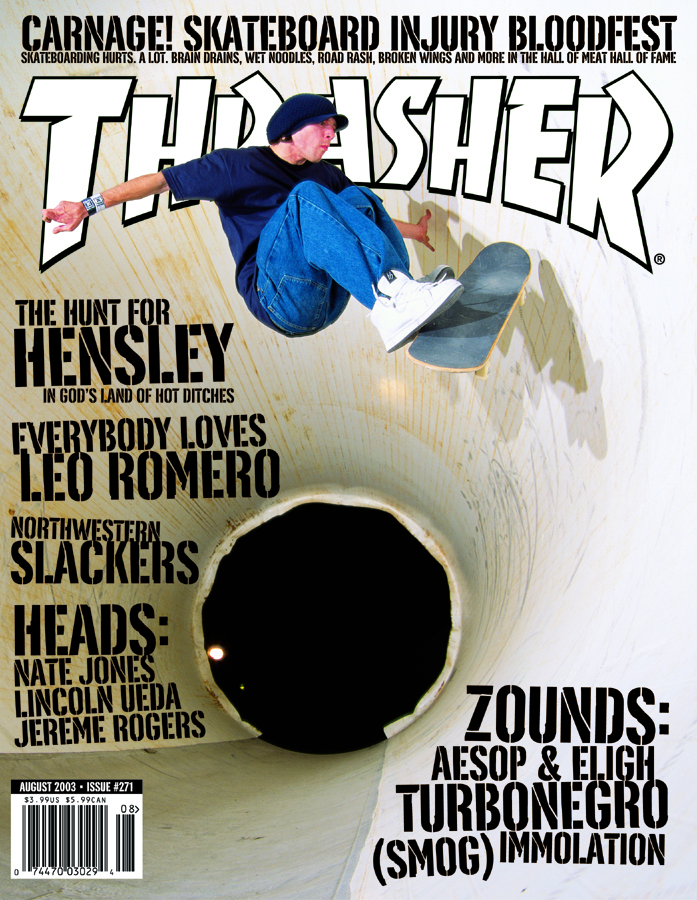 CARNAGE! SKATEBOARD INJURY BLOODFEST
SKATEBOARDING HURTS. A LOT. BRAIN DRAINS, WET NOODLES, ROAD RASH, BROKEN WINGS AND MORE IN THE HALL OF MEAT HALL OF FAME
THRASHER
®
THE HUNT FOR
HENSLEY
IN GOD'S LAND OF HOT DITCHES
EVERYBODY LOVES
LEO ROMERO
NORTHWESTERN
SLACKERS
HEADS:
NATE JONES
LINCOLN UEDA
JEREME ROGERS
ZOUNDS:
AESOP & ELIGH
TURBONEGRO
(SMOG) IMMOLATION
AUGUST 2003 • ISSUE #271
$3.99US $5.99CAN
08>
0 74470 03029 4